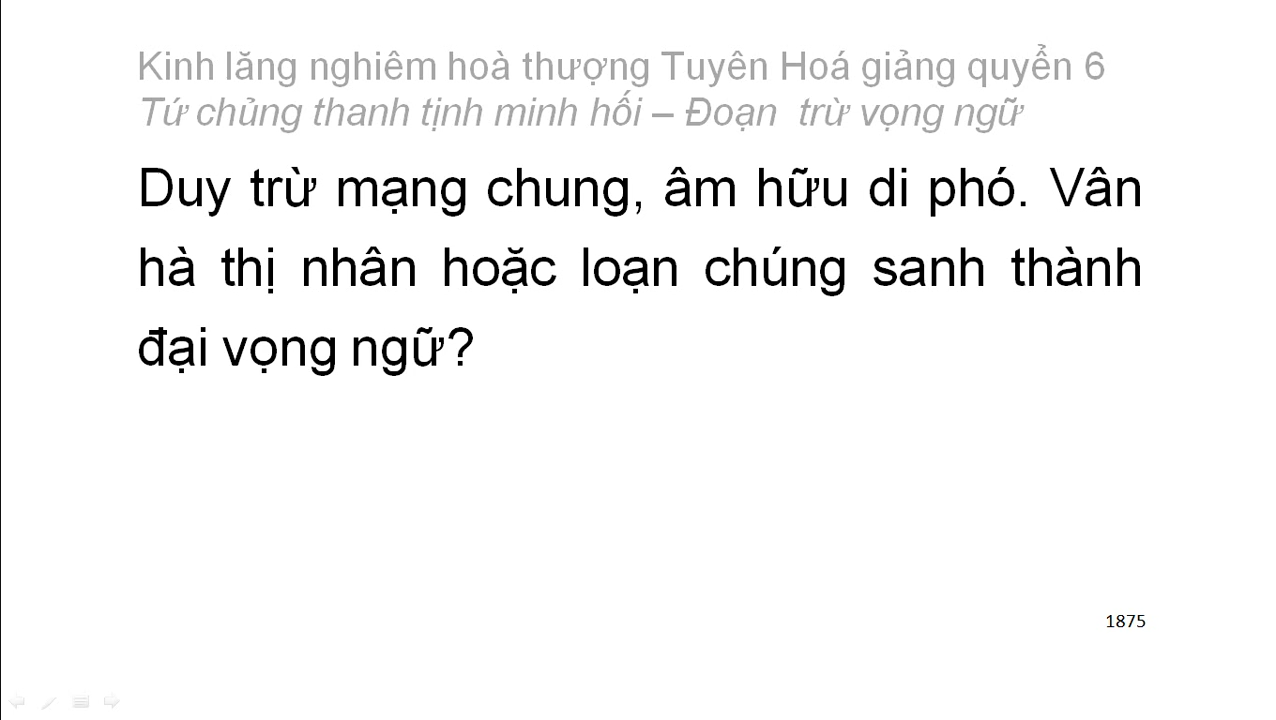 Kinh lăng nghiêm hoà thượng Tuyên Hoá giảng quyển 6
Tứ chủng thanh tịnh minh hối – Đoạn  trừ vọng ngữ
Duy trừ mạng chung, âm hữu di phó. Vân
hà thị nhân hoặc loạn chúng sanh thành
đại vọng ngữ?
1875